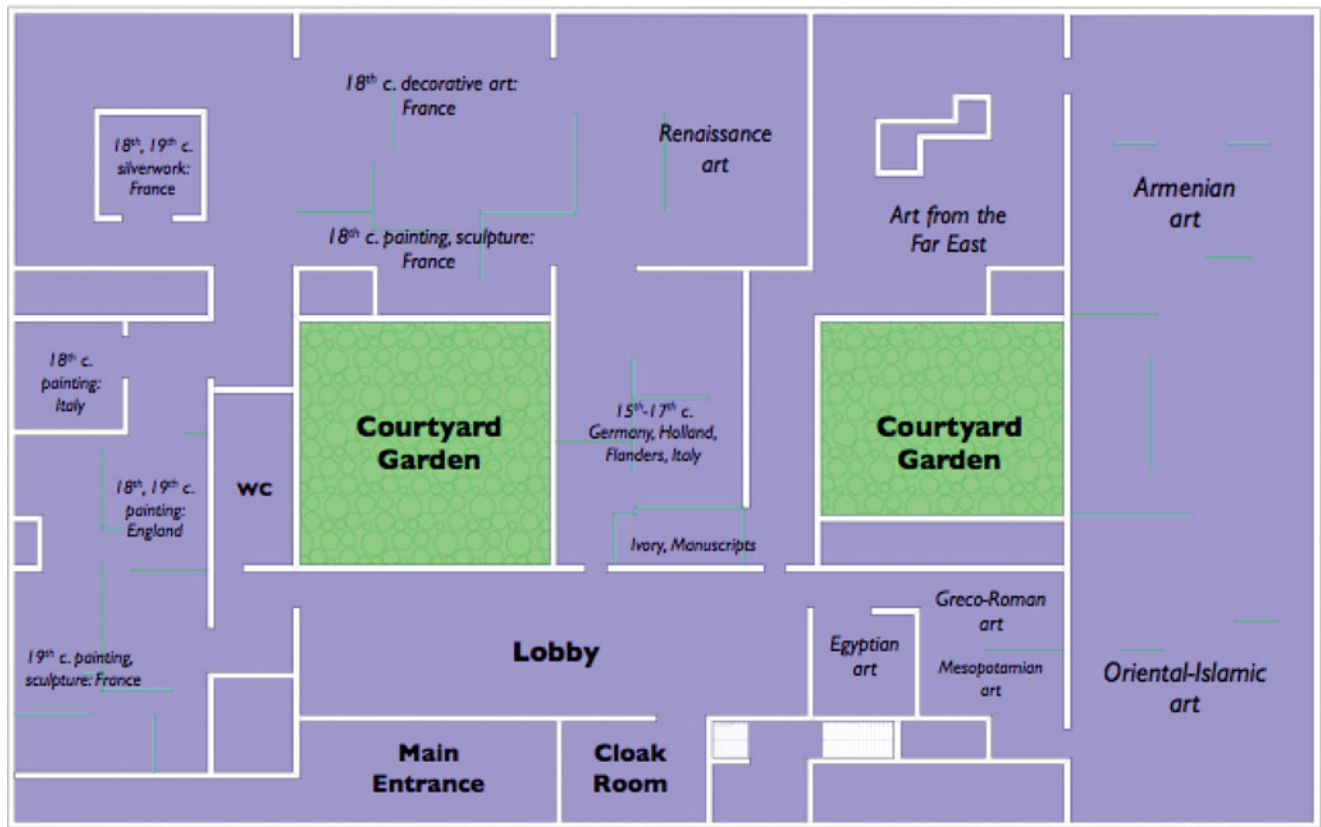 18th c. decorative art:
France
18th, 19th c.
silverwork:
France
Renaissance
art
Armenian
art
Art from the
Far East
18th c. painting, sculpture:
France
18th c.
painting:
Italy
Courtyard
Garden
15th-17th c.
Germany, Holland,
Flanders, Italy
Courtyard
Garden
18th, 19th c.
painting:
England
WC
Ivory, Manuscripts
Greco-Roman
art
Lobby
Egyptian
art
19th c. painting,
sculpture: France
Mesopotamian
art
Oriental-Islamic
art
Main
Entrance
Cloak
Room